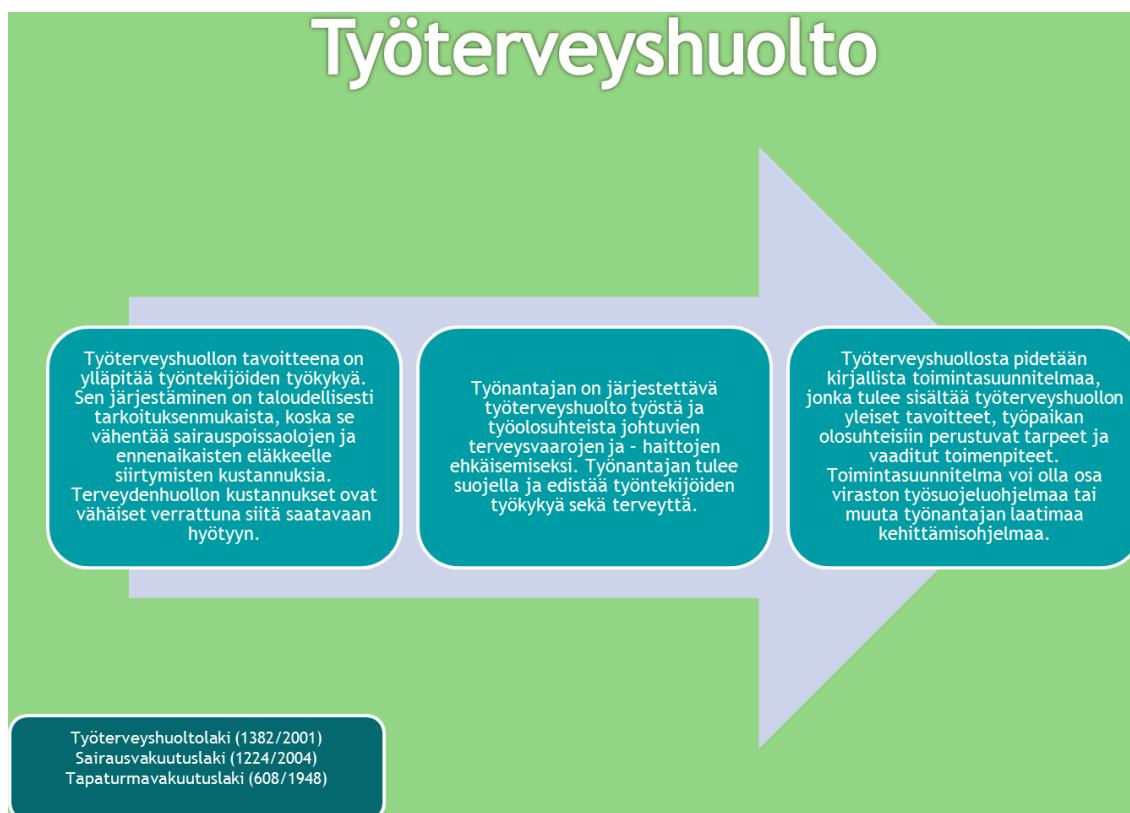 Työterveyshuolto
Työterveyshuollon tavoitteena on
ylläpitää työntekijöiden työkykyä.
Sen järjestäminen on taloudellisesti
tarkoituksenmukaista, koska se
vähentää sairauspoissaolojen ja
ennenaikaisten eläkkeelle
siirtymisten kustannuksia.
Terveydenhuollon kustannukset ovat
vähäiset verrattuna siitä saatavaan
hyötyyn.
Työnantajan on järjestettävä
työterveyshuolto työstä ja
työolosuhteista johtuvien
terveysvaarojen ja - haittojen
ehkäisemiseksi. Työnantajan tulee
suojella ja edistää työntekijöiden
työkykyä sekä terveyttä.
Työterveyshuollosta pidetään
kirjallista toimintasuunnitelmaa,
jonka tulee sisältää työterveyshuollon
yleiset tavoitteet, työpaikan
olosuhteisiin perustuvat tarpeet ja
vaaditut toimenpiteet.
Toimintasuunnitelma voi olla osa
viraston työsuojeluohjelmaa tai
muuta työnantajan laatimaa
kehittämisohjelmaa.
Työterveyshuoltolaki (1382/2001)
Sairausvakuutuslaki (1224/2004)
Tapaturmavakuutuslaki (608/1948)